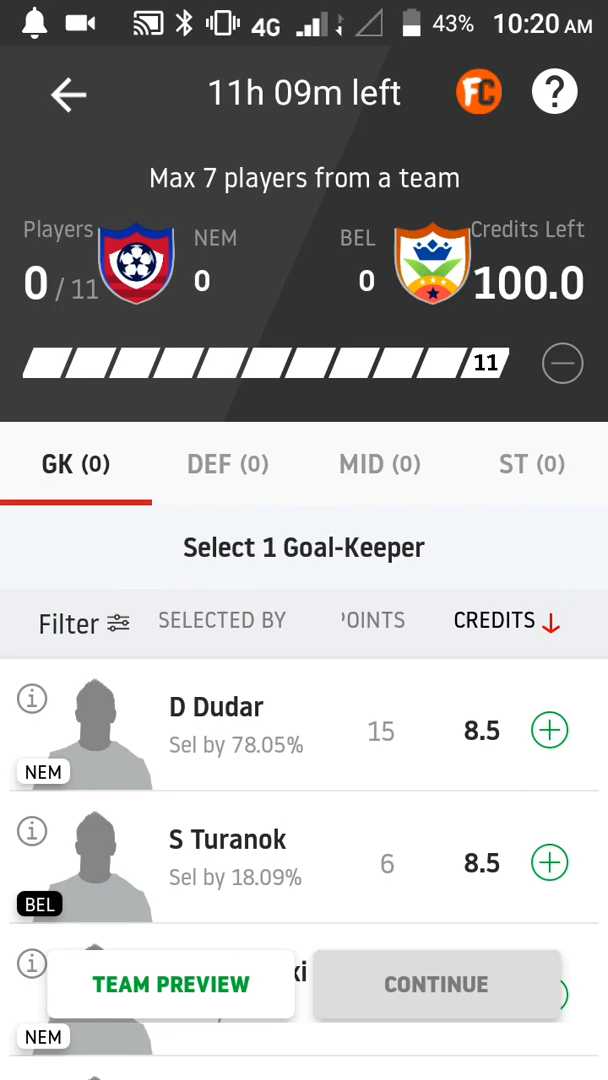 4G 43% 10:20 AM
11h 09m left FC ?
Max 7 players from a team
Players NEM BEL Credits Left
0 / 11 0 0 100.0
11
GK (0) DEF (0) MID (0) ST (0)
Select 1 Goal-Keeper
Filter SELECTED BY POINTS CREDITS
D Dudar
Sel by 78.05% 15 8.5
NEM
S Turanok
Sel by 18.09% 6 8.5
BEL
ki
TEAM PREVIEW CONTINUE
NEM